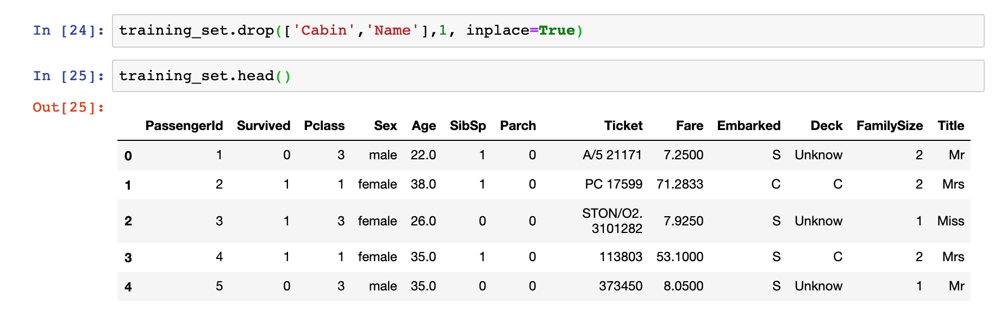 In [24]: training_set.drop(['Cabin','Name'],1, inplace=True)
In [25]: training_set.head()
Out[25]:
PassengerId Survived Pclass Sex Age SibSp Parch Ticket Fare Embarked Deck FamilySize Title
0 1 0 3 male 22.0 1 0 A/5 21171 7.2500 S Unknow 2 Mr
1 2 1 1 female 38.0 1 0 PC 17599 71.2833 C C 2 Mrs
2 3 1 3 female 26.0 0 0 STON/O2. 3101282 7.9250 S Unknow 1 Miss
3 4 1 1 female 35.0 1 0 113803 53.1000 S C 2 Mrs
4 5 0 3 male 35.0 0 0 373450 8.0500 S Unknow 1 Mr